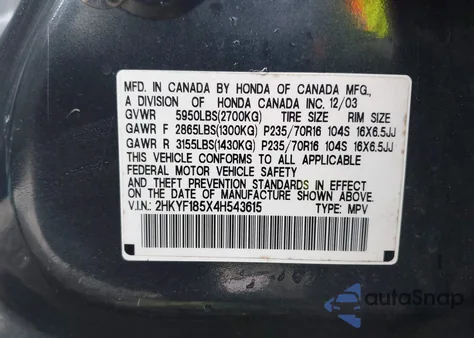 MFD. IN CANADA BY HONDA OF CANADA MFG.,
A DIVISION OF HONDA CANADA INC. 12/03
GVWR 5950LBS(2700KG) TIRE SIZE RIM SIZE
GAWR F 2865LBS(1300KG) P235/70R16 104S 16X6.5JJ
GAWR R 3155LBS(1430KG) P235/70R16 104S 16X6.5JJ
THIS VEHICLE CONFORMS TO ALL APPLICABLE
FEDERAL MOTOR VEHICLE SAFETY
AND THEFT PREVENTION STANDARDS IN EFFECT
ON THE DATE OF MANUFACTURE SHOWN ABOVE.
V.I.N.: 2HKYF185X4H543615 TYPE: MPV
autoSnap